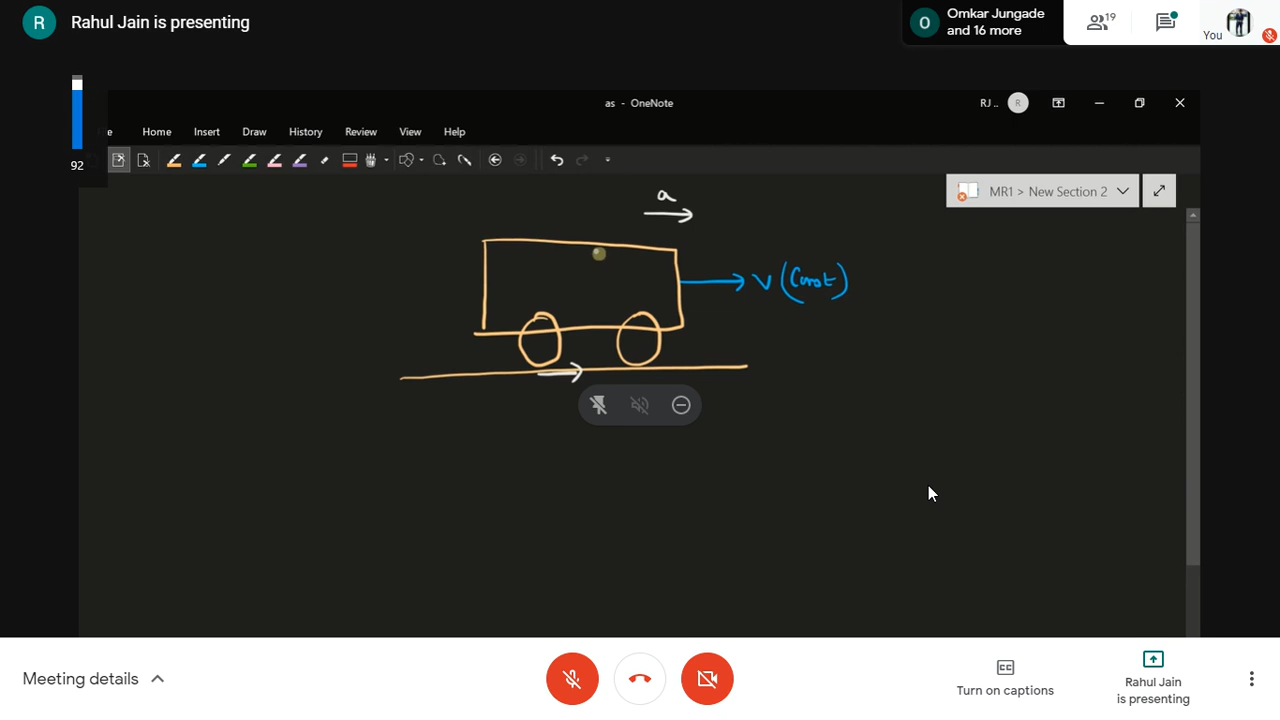 R Rahul Jain is presenting
O Omkar Jungade
and 16 more
19
You
as - OneNote
RJ ..
R
92
e Home Insert Draw History Review View Help
MR1 > New Section 2
a
V (Const)
Meeting details
CC
Turn on captions
Rahul Jain
is presenting